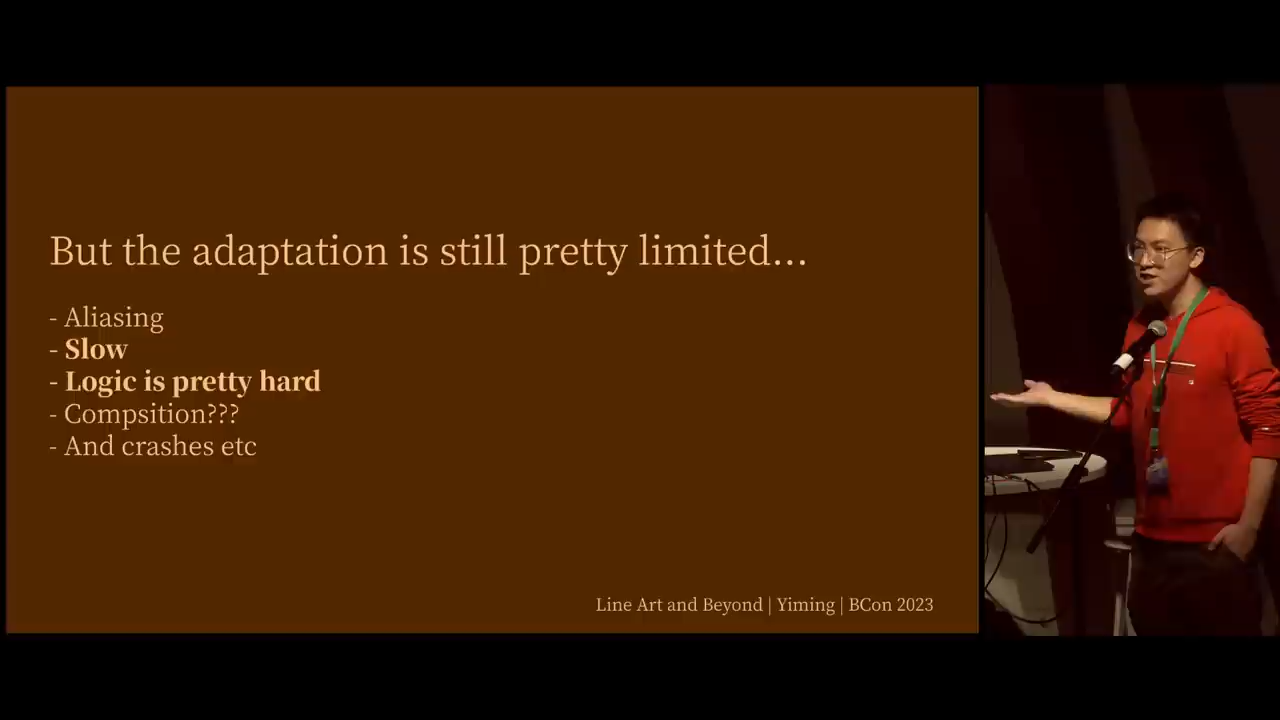 But the adaptation is still pretty limited...
- Aliasing
- Slow
- Logic is pretty hard
- Compsition???
- And crashes etc
Line Art and Beyond | Yiming | BCon 2023